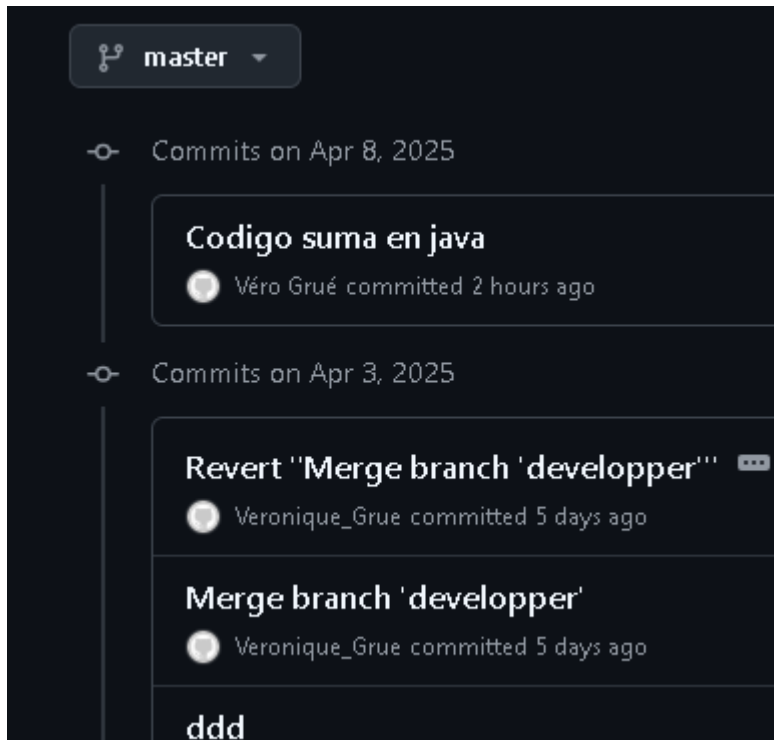 master
Commits on Apr 8, 2025
Codigo suma en java
Véro Grué committed 2 hours ago
Commits on Apr 3, 2025
Revert "Merge branch 'developper'"
Veronique_Grue committed 5 days ago
Merge branch 'developper'
Veronique_Grue committed 5 days ago
ddd